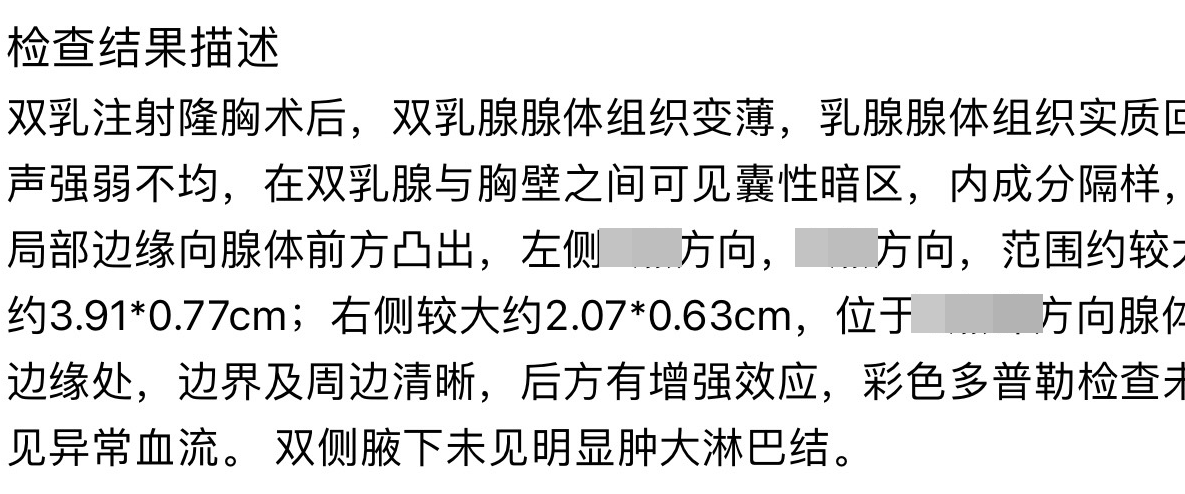 检查结果描述
双乳注射隆胸术后，双乳腺腺体组织变薄，乳腺腺体组织实质回
声强弱不均，在双乳腺与胸壁之间可见囊性暗区，内成分隔样，
局部边缘向腺体前方凸出，左侧方向，方向，范围约较大
约3.91*0.77cm；右侧较大约2.07*0.63cm，位于方向腺体
边缘处，边界及周边清晰，后方有增强效应，彩色多普勒检查未
见异常血流。 双侧腋下未见明显肿大淋巴结。